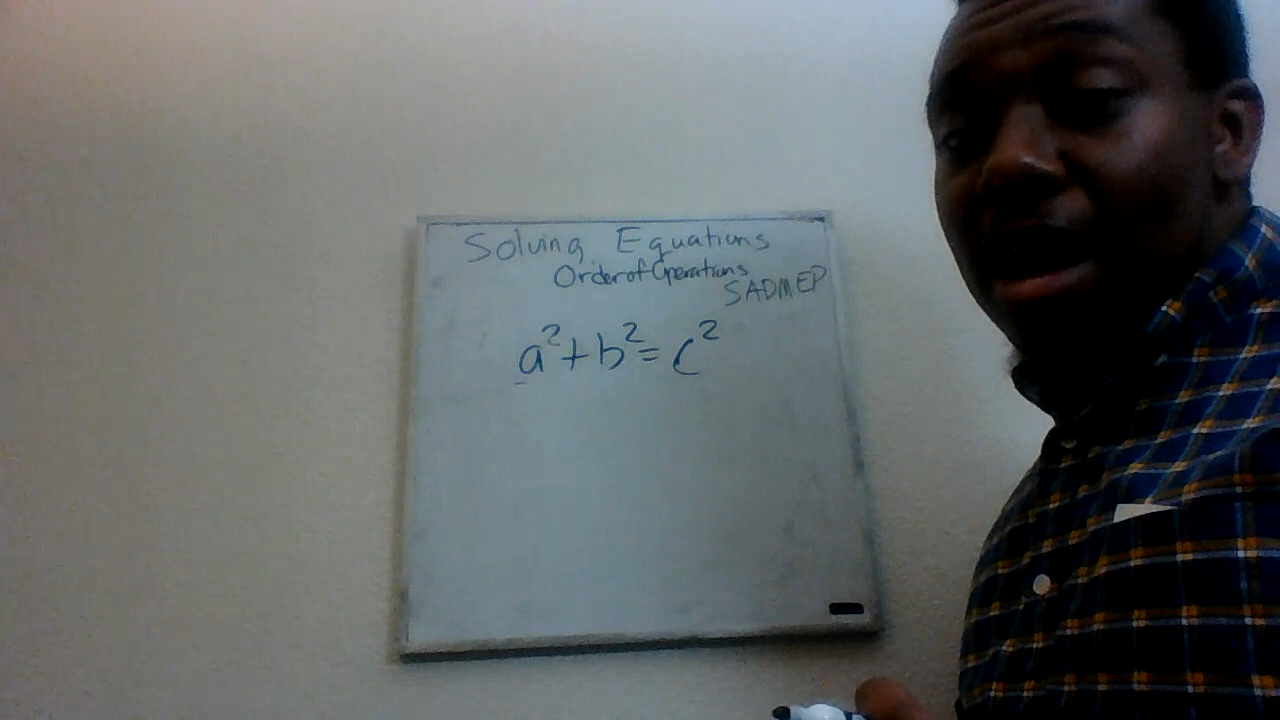 Solving Equations
Order of Operations
SADMEP
a²+b²=c²